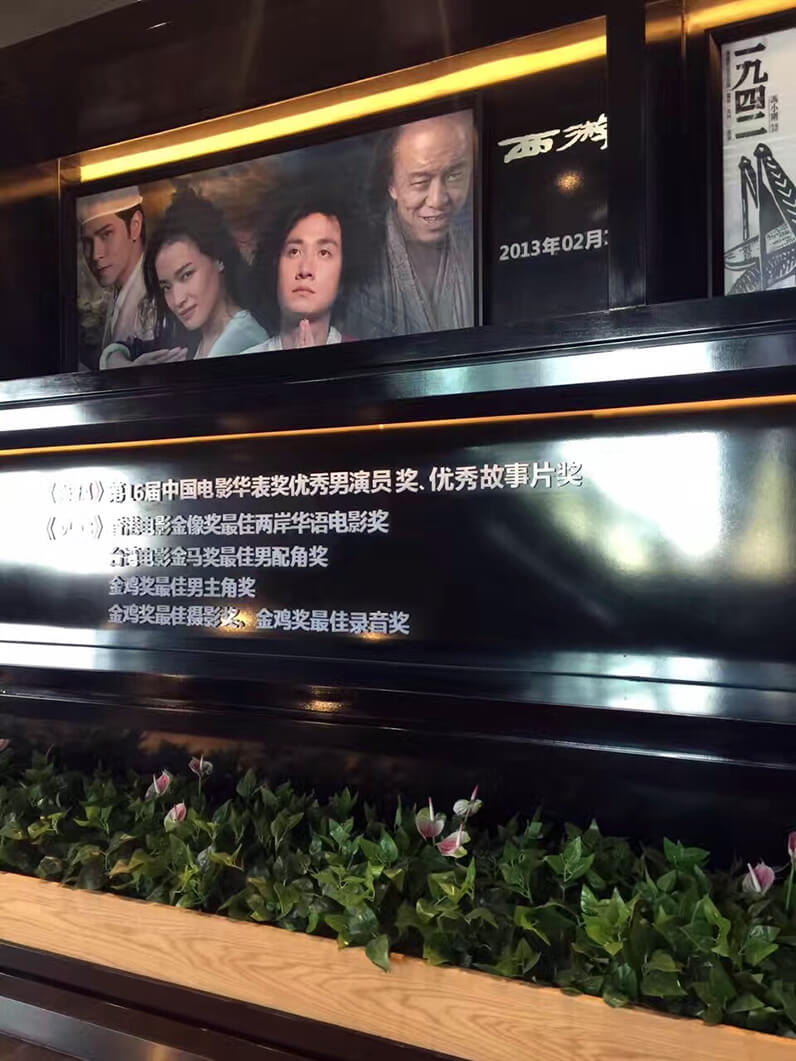 西游
2013年02月
一九四二
冯小刚
《 》第16届中国电影华表奖优秀男演员奖、优秀故事片奖
《 》香港电影金像奖最佳两岸华语电影奖
台湾电影金马奖最佳男配角奖
金鸡奖最佳男主角奖
金鸡奖最佳摄影奖、金鸡奖最佳录音奖